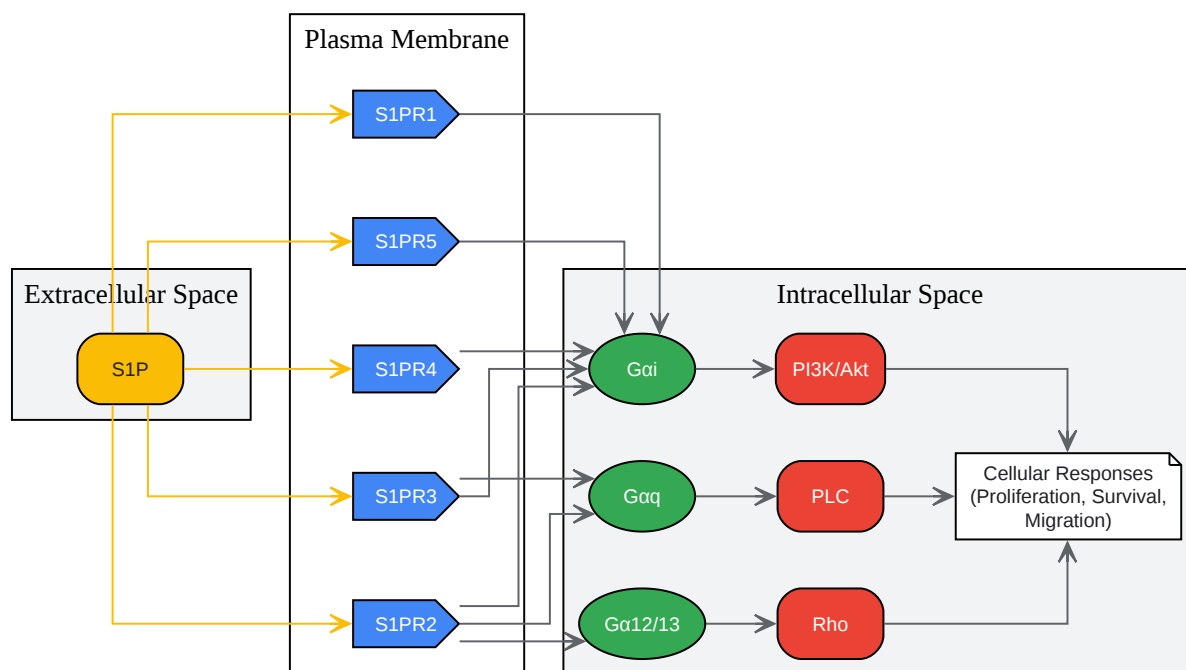 Plasma Membrane
S1PR1
S1PR5
Extracellular Space
Intracellular Space
S1P
S1PR4
Gαi
PI3K/Akt
S1PR3
Gαq
PLC
Cellular Responses
(Proliferation, Survival,
Migration)
S1PR2
Gα12/13
Rho